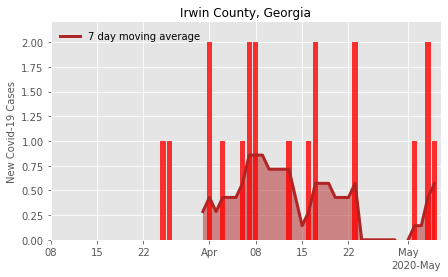 Irwin County, Georgia
7 day moving average
New Covid-19 Cases
2.00
1.75
1.50
1.25
1.00
0.75
0.50
0.25
0.00
08 15 22 Apr 08 15 22 May
2020-May